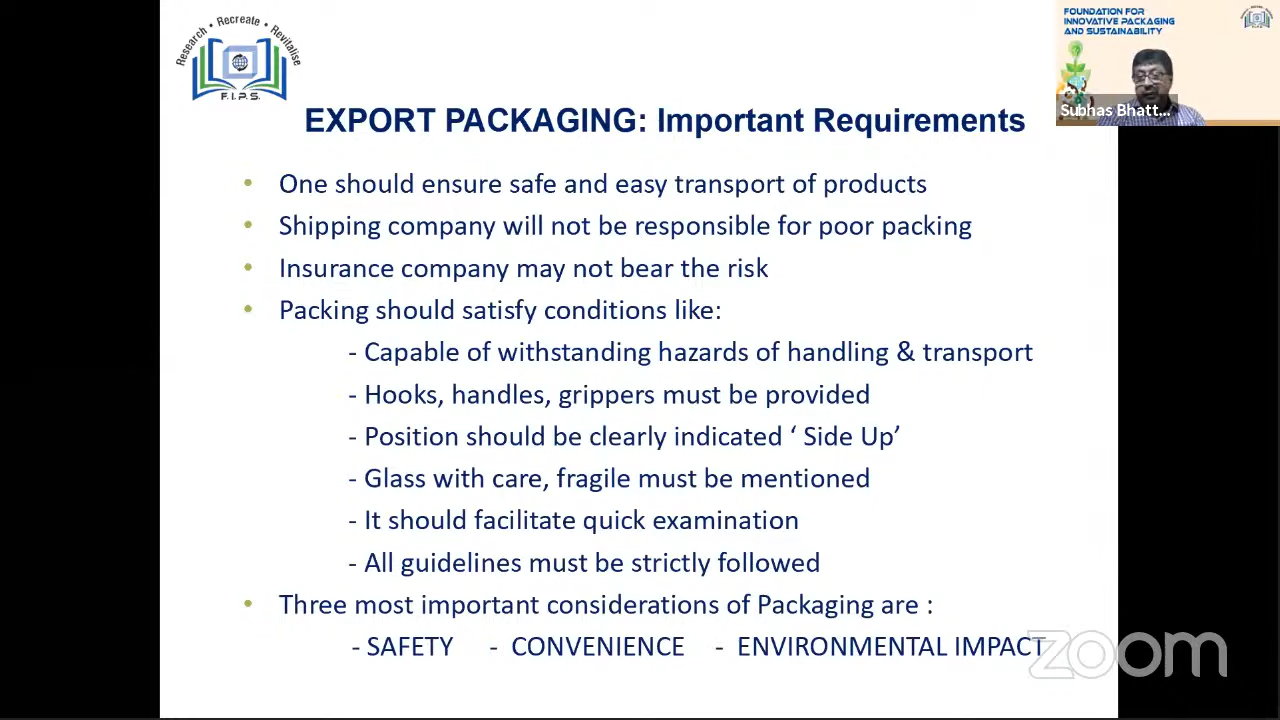 Research • Recreate • Revitalise
F.I.P.S.
EXPORT PACKAGING: Important Requirements
• One should ensure safe and easy transport of products
• Shipping company will not be responsible for poor packing
• Insurance company may not bear the risk
• Packing should satisfy conditions like:
- Capable of withstanding hazards of handling & transport
- Hooks, handles, grippers must be provided
- Position should be clearly indicated ‘ Side Up’
- Glass with care, fragile must be mentioned
- It should facilitate quick examination
- All guidelines must be strictly followed
• Three most important considerations of Packaging are :
- SAFETY - CONVENIENCE - ENVIRONMENTAL IMPACT
zoom
FOUNDATION FOR
INNOVATIVE PACKAGING
AND SUSTAINABILITY
F.I.P.S.
Subhas Bhatt...